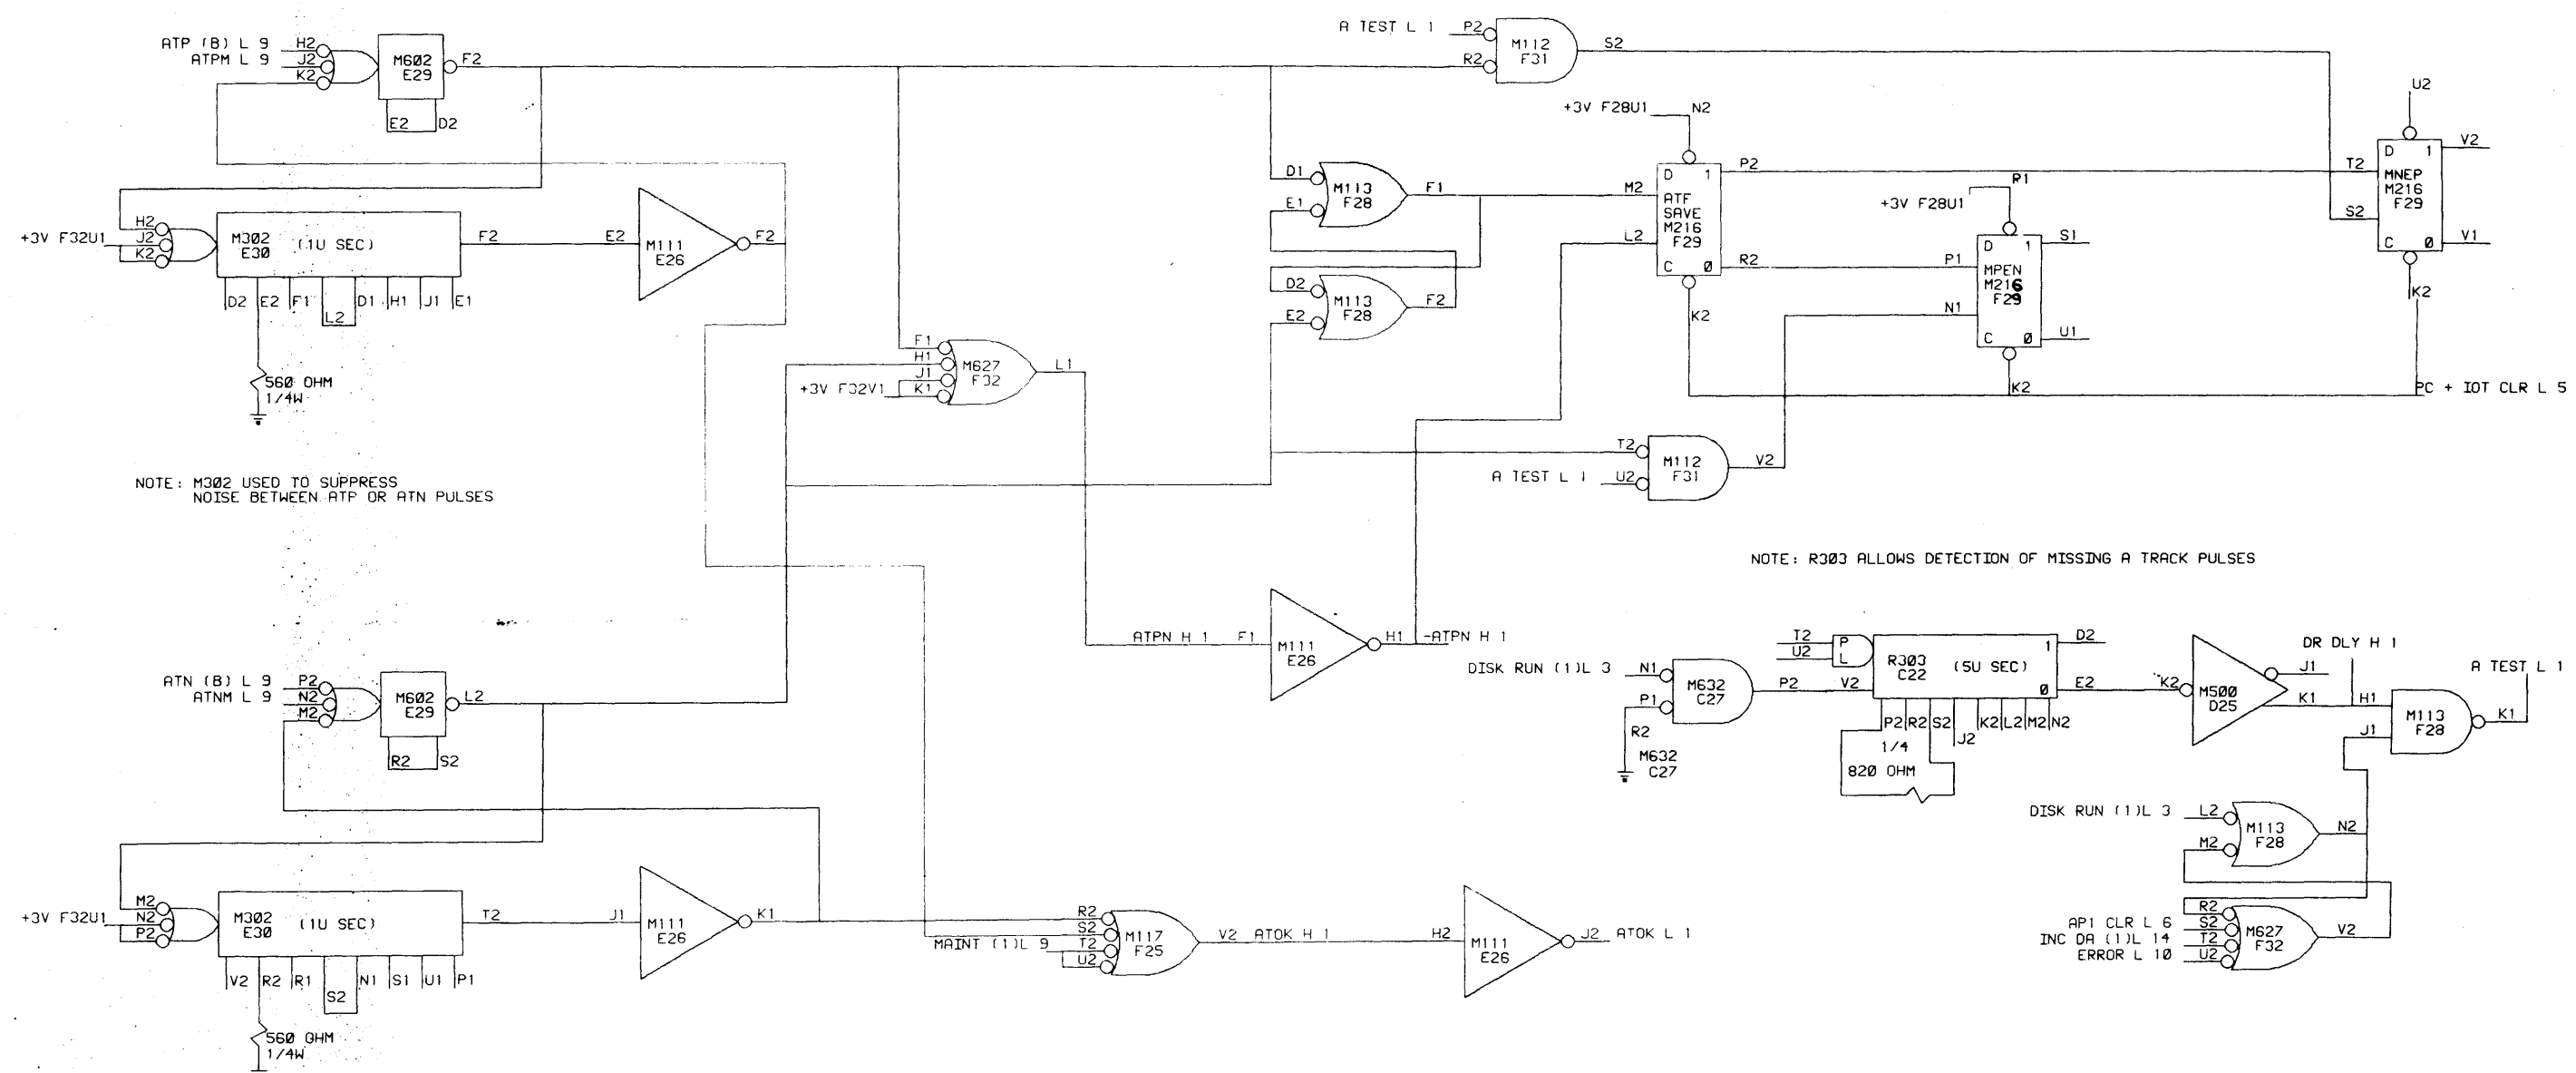 ATP (B) L 9 H2
ATPM L 9 J2
K2
M602
E29
F2
E2 D2
+3V F32U1
H2
J2
K2
M302 (1U SEC)
E30
F2
D2 E2 F1 L2 D1 H1 J1 E1
560 OHM
1/4W
E2
M111
E26
F2
NOTE: M302 USED TO SUPPRESS
NOISE BETWEEN ATP OR ATN PULSES
F1
H1
J1
K1
+3V F32V1
M627
F32
L1
A TEST L 1 P2
R2
M112
F31
S2
+3V F28U1 N2
D1
E1
M113
F28
F1
D2
E2
M113
F28
F2
M2
L2
D 1
ATF
SAVE
M216
F29
C 0
P2
R2
K2
+3V F28U1
R1
P1
N1
D 1
MPEN
M216
F29
C 0
S1
U1
K2
U2
T2
S2
D 1
MNEP
M216
F29
C 0
V2
V1
K2
PC + IOT CLR L 5
T2
A TEST L 1 U2
M112
F31
V2
ATPN H 1 F1
M111
E26
H1 -ATPN H 1
ATN (B) L 9 P2
ATNM L 9 N2
M2
M602
E29
L2
R2 S2
+3V F32U1
M2
N2
P2
M302 (1U SEC)
E30
T2
V2 R2 R1 S2 N1 S1 U1 P1
560 OHM
1/4W
J1
M111
E26
K1
R2
S2
MAINT (1)L 9 T2
U2
M117
F25
V2 ATOK H 1
H2
M111
E26
J2 ATOK L 1
NOTE: R303 ALLOWS DETECTION OF MISSING A TRACK PULSES
DISK RUN (1)L 3 N1
P1
R2
M632
C27
M632
C27
P2
V2
T2
U2
P
L
R303 (5U SEC)
C22
1
0
D2
E2
P2 R2 S2 J2 K2 L2 M2 N2
1/4
820 OHM
K2
M500
D25
J1
K1
DR DLY H 1
H1
J1
M113
F28
K1
A TEST L 1
DISK RUN (1)L 3 L2
M2
M113
F28
N2
R2
AP1 CLR L 6 S2
INC DA (1)L 14 T2
ERROR L 10 U2
M627
F32
V2